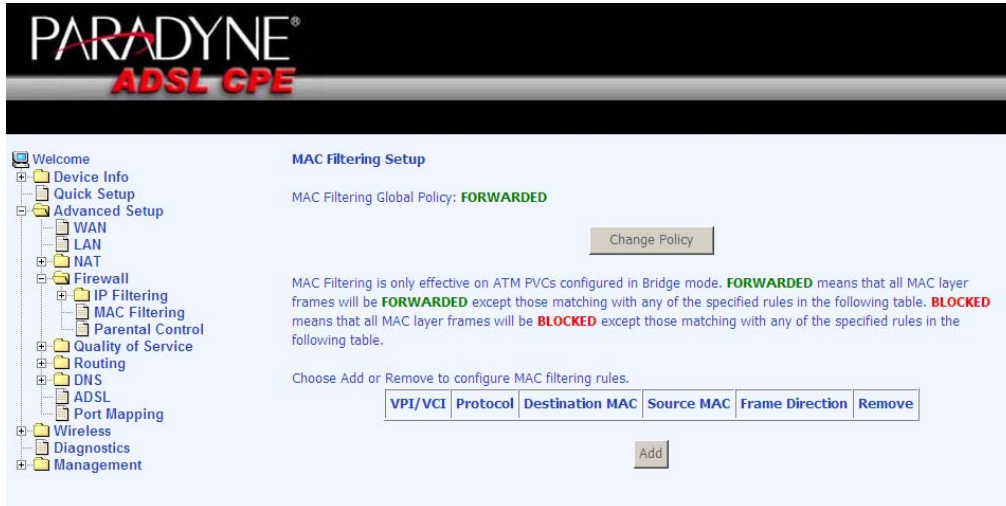 PARADYNE®
ADSL CPE
Welcome
Device Info
Quick Setup
Advanced Setup
WAN
LAN
NAT
Firewall
IP Filtering
MAC Filtering
Parental Control
Quality of Service
Routing
DNS
ADSL
Port Mapping
Wireless
Diagnostics
Management
MAC Filtering Setup
MAC Filtering Global Policy: FORWARDED
Change Policy
MAC Filtering is only effective on ATM PVCs configured in Bridge mode. FORWARDED means that all MAC layer
frames will be FORWARDED except those matching with any of the specified rules in the following table. BLOCKED
means that all MAC layer frames will be BLOCKED except those matching with any of the specified rules in the
following table.
Choose Add or Remove to configure MAC filtering rules.
VPI/VCI Protocol Destination MAC Source MAC Frame Direction Remove
Add